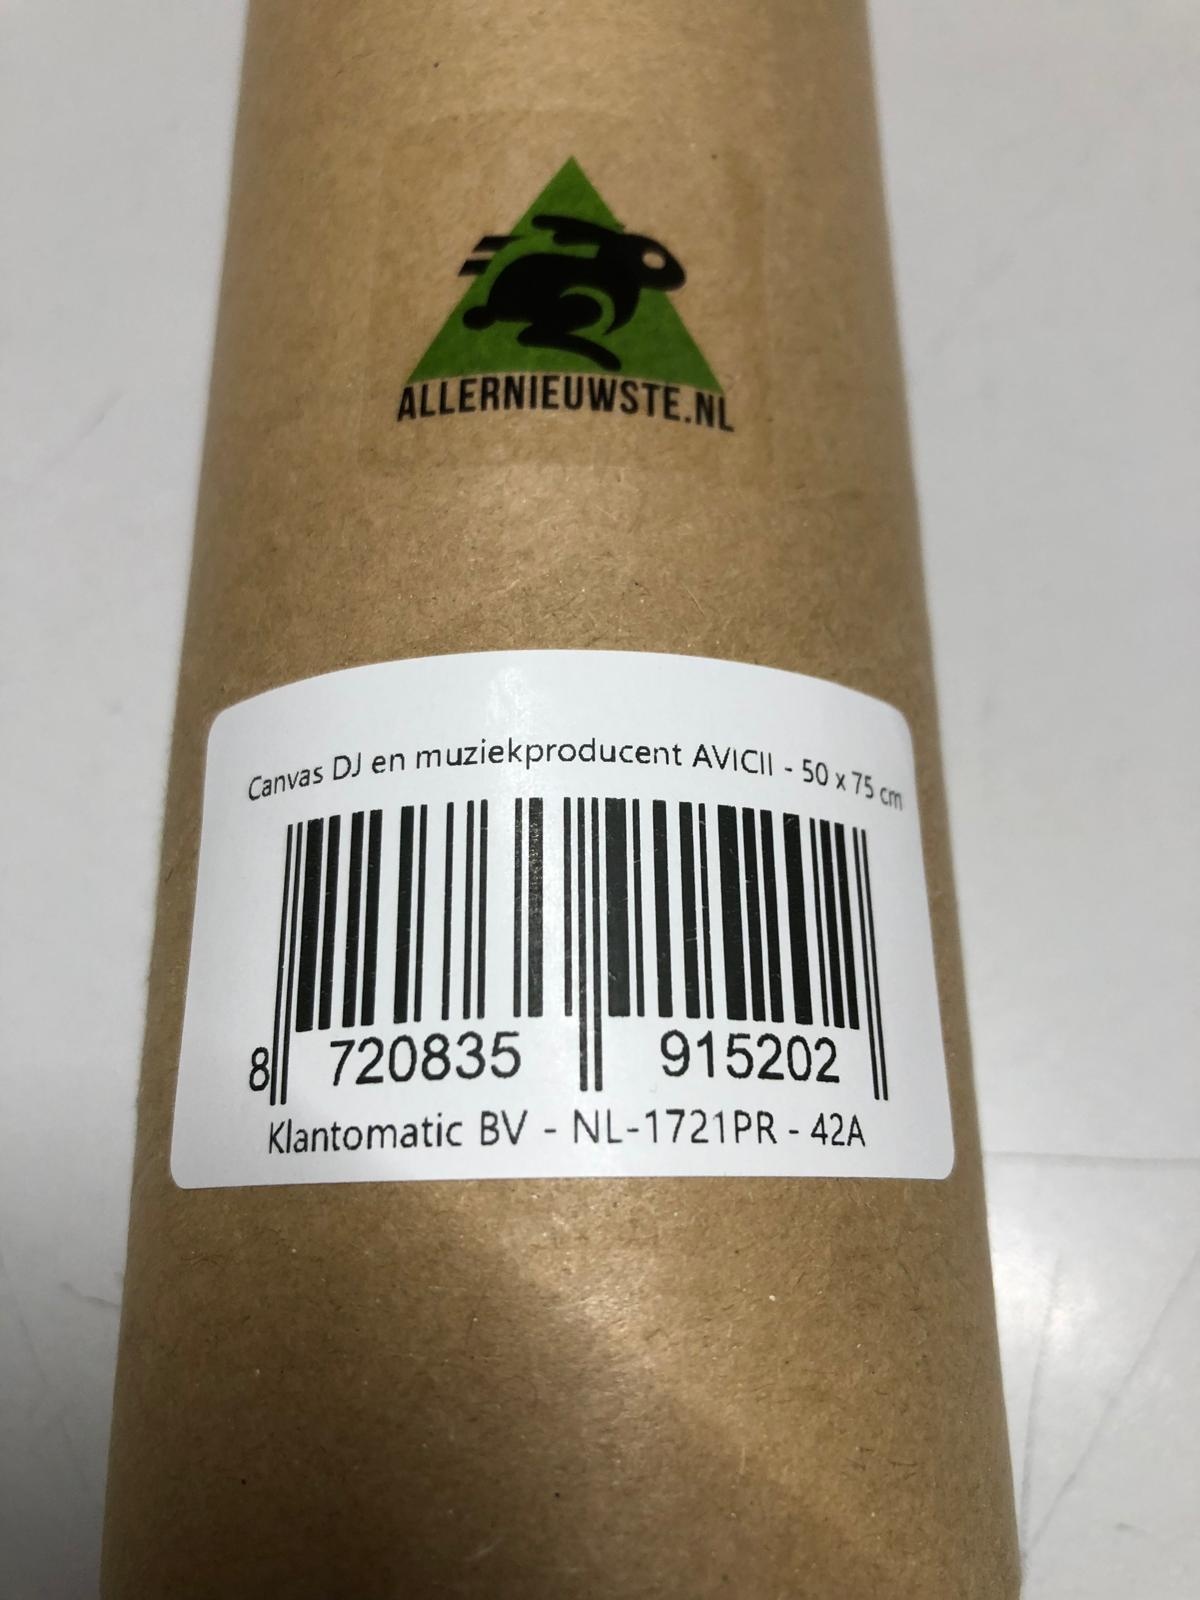 ALLERNIEUWSTE.NL
Canvas DJ en muziekproducent AVICII - 50 x 75 cm
8 720835 915202
Klantomatic BV - NL-1721PR - 42A